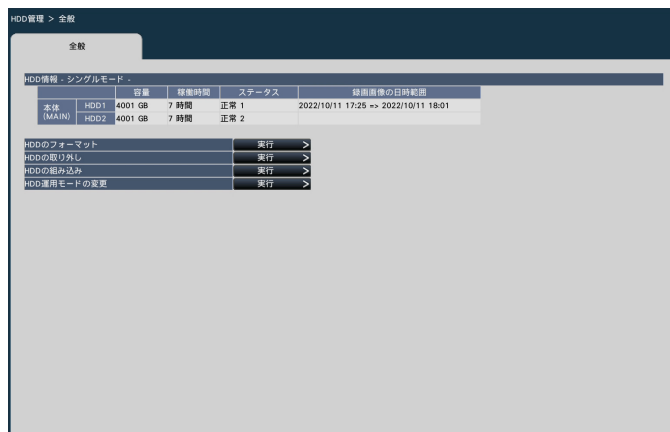 HDD管理 > 全般
全般
HDD情報 - シングルモード -
容量 稼働時間 ステータス 録画画像の日時範囲
本体 (MAIN) HDD1 4001 GB 7 時間 正常 1 2022/10/11 17:25 => 2022/10/11 18:01
HDD2 4001 GB 7 時間 正常 2
HDDのフォーマット 実行 >
HDDの取り外し 実行 >
HDDの組み込み 実行 >
HDD運用モードの変更 実行 >